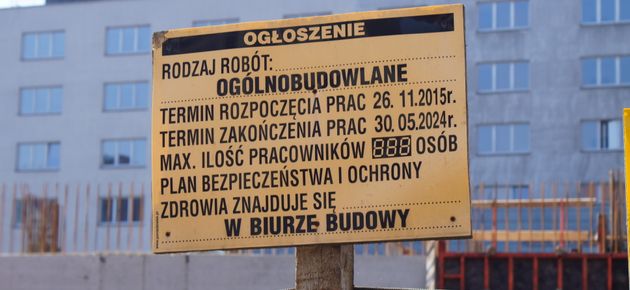 OGŁOSZENIE
RODZAJ ROBÓT:
OGÓLNOBUDOWLANE
TERMIN ROZPOCZĘCIA PRAC 26.11.2015r.
TERMIN ZAKOŃCZENIA PRAC 30.05.2024r.
MAX. ILOŚĆ PRACOWNIKÓW 888 OSÓB
PLAN BEZPIECZEŃSTWA I OCHRONY
ZDROWIA ZNAJDUJE SIĘ
W BIURZE BUDOWY